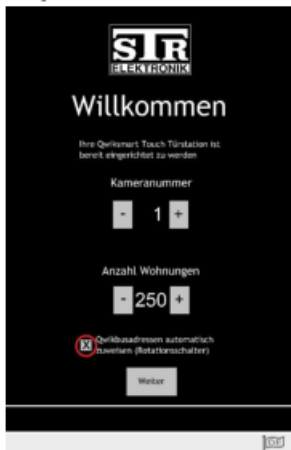 STR
ELEKTRONIK
Willkommen
Ihre Qwiksmart Touch Türstation ist
bereit eingerichtet zu werden
Kameranummer
- 1 +
Anzahl Wohnungen
- 250 +
X Qwikbusadressen automatisch
zuweisen (Rotationsschalter)
Weiter